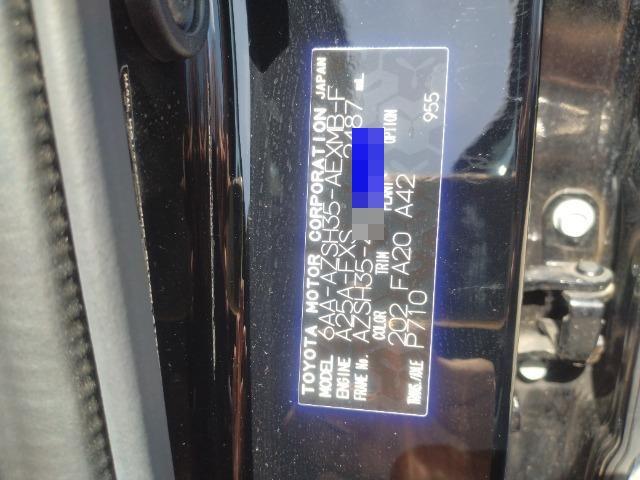 TOYOTA MOTOR CORPORATION JAPAN
MODEL 6AA-AZSH35-AEXMB-F
ENGINE A25A-FXS 2487 mL
FRAME No. AZSH35-
COLOR TRIM PLANT OPTION
202 FA20 A42 955
TRANS./AXLE P710